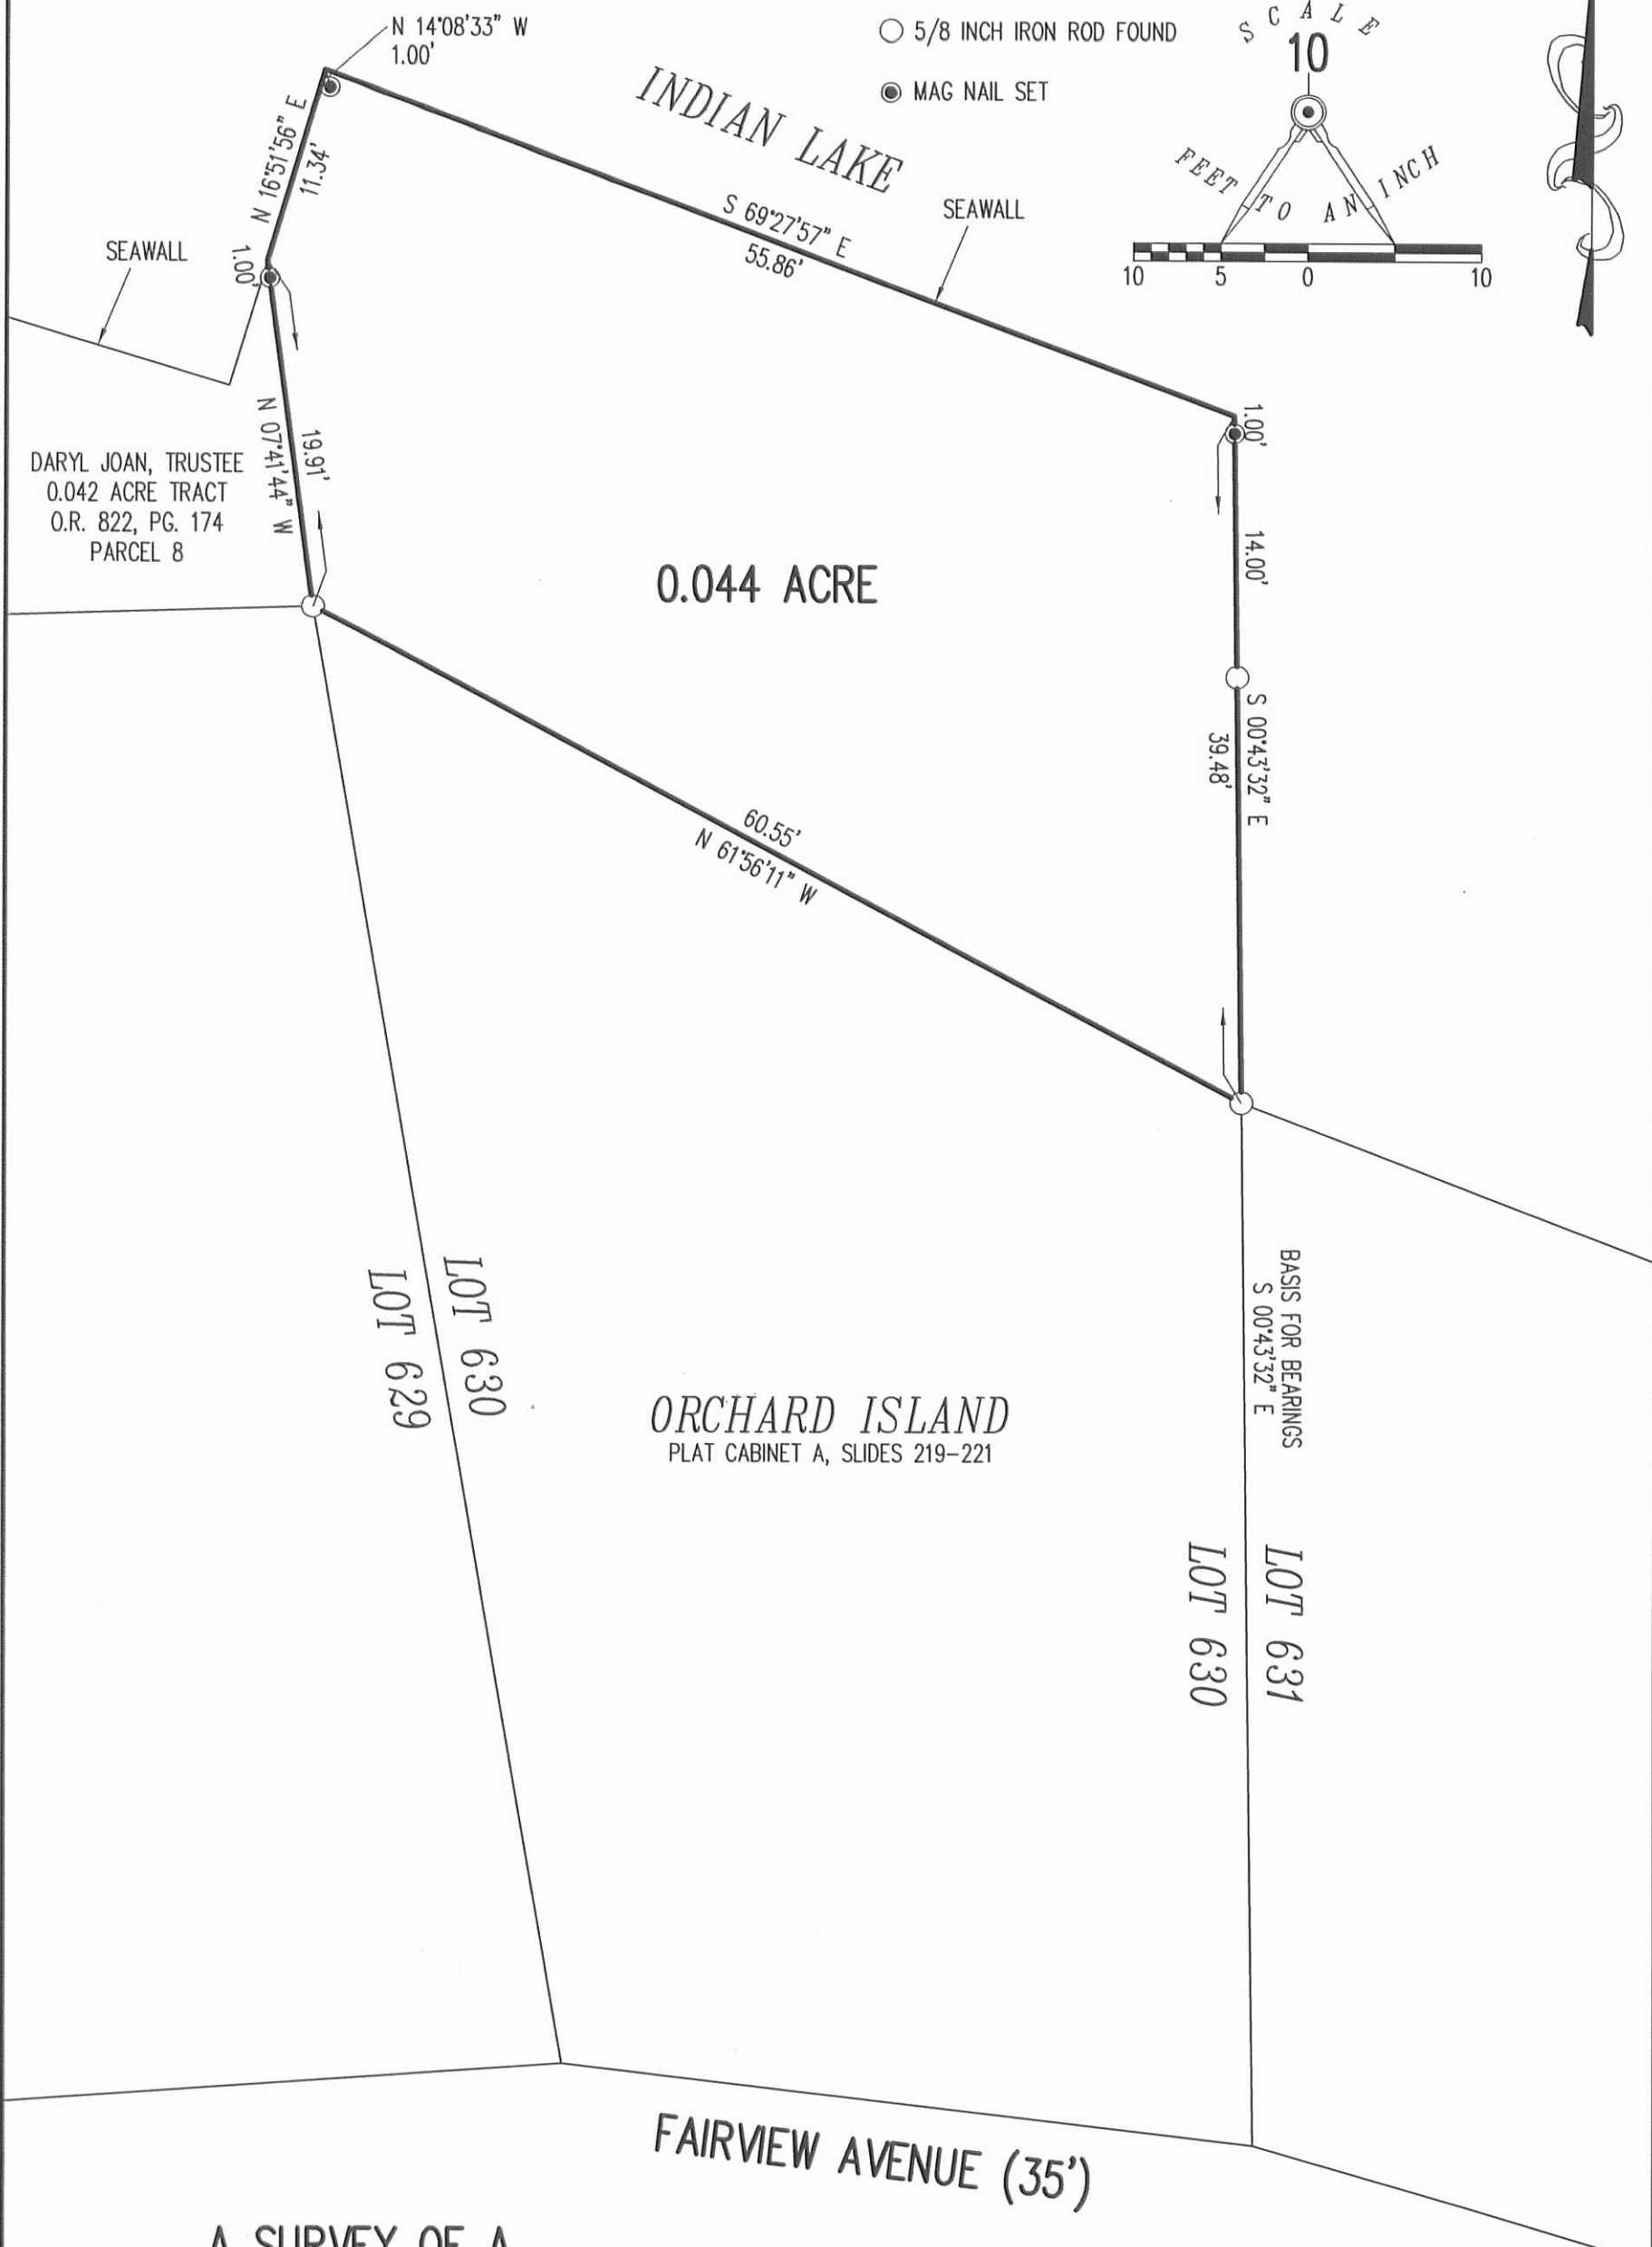 N 14°08'33" W
1.00'
○ 5/8 INCH IRON ROD FOUND
◉ MAG NAIL SET
SCALE
10
FEET TO AN INCH
10 5 0 10
INDIAN LAKE
N 16°51'56" E
11.34'
S 69°27'57" E
55.86'
SEAWALL
SEAWALL
1.00'
1.00'
N 07°41'44" W
19.91'
DARYL JOAN, TRUSTEE
0.042 ACRE TRACT
O.R. 822, PG. 174
PARCEL 8
0.044 ACRE
14.00'
S 00°43'32" E
39.48'
60.55'
N 61°56'11" W
BASIS FOR BEARINGS
S 00°43'32" E
LOT 630
LOT 629
ORCHARD ISLAND
PLAT CABINET A, SLIDES 219-221
LOT 631
LOT 630
FAIRVIEW AVENUE (35')
A SURVEY OF A